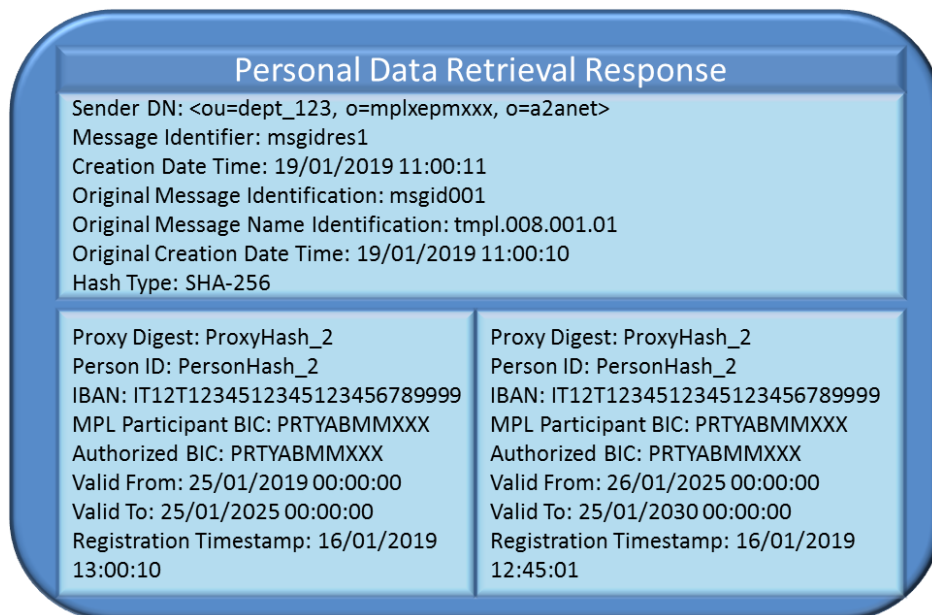 Personal Data Retrieval Response
Sender DN: <ou=dept_123, o=mplxepmxxx, o=a2anet>
Message Identifier: msgidres1
Creation Date Time: 19/01/2019 11:00:11
Original Message Identification: msgid001
Original Message Name Identification: tmpl.008.001.01
Original Creation Date Time: 19/01/2019 11:00:10
Hash Type: SHA-256
Proxy Digest: ProxyHash_2
Person ID: PersonHash_2
IBAN: IT12T1234512345123456789999
MPL Participant BIC: PRTYABMMXXX
Authorized BIC: PRTYABMMXXX
Valid From: 25/01/2019 00:00:00
Valid To: 25/01/2025 00:00:00
Registration Timestamp: 16/01/2019
13:00:10
Proxy Digest: ProxyHash_2
Person ID: PersonHash_2
IBAN: IT12T1234512345123456789999
MPL Participant BIC: PRTYABMMXXX
Authorized BIC: PRTYABMMXXX
Valid From: 26/01/2025 00:00:00
Valid To: 25/01/2030 00:00:00
Registration Timestamp: 16/01/2019
12:45:01